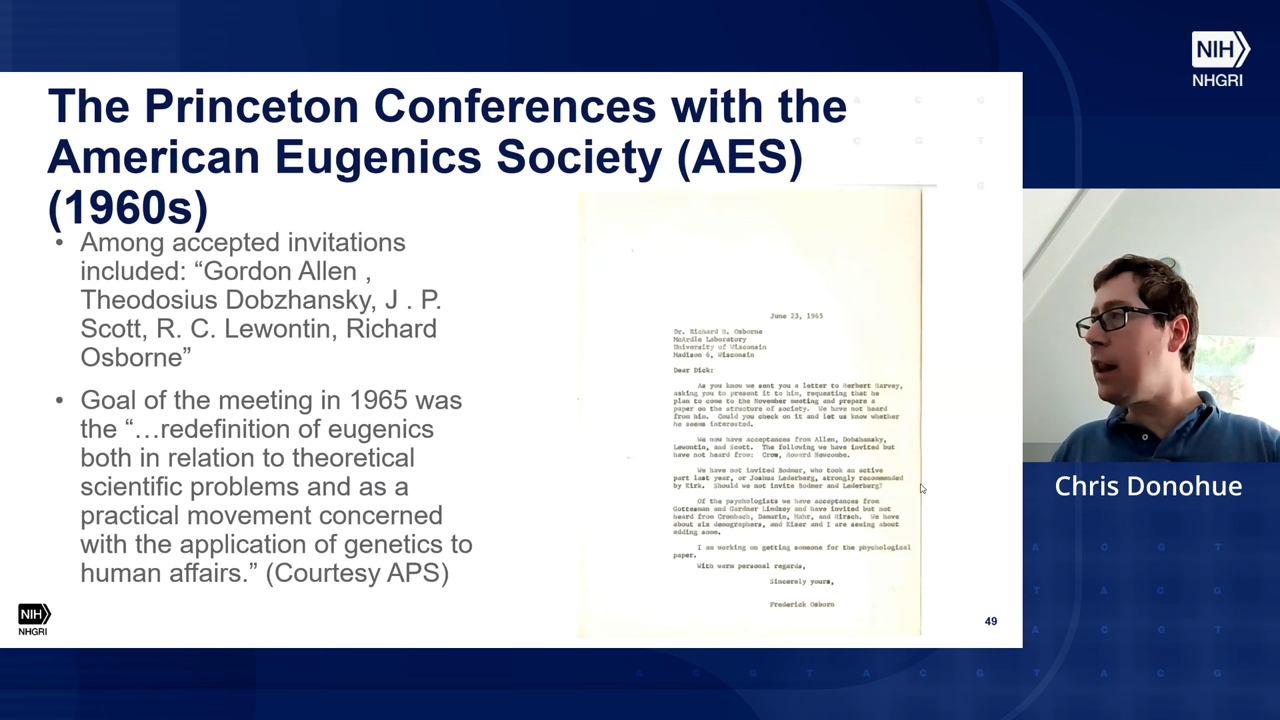 NIH
NHGRI
The Princeton Conferences with the
American Eugenics Society (AES)
(1960s)
• Among accepted invitations
included: “Gordon Allen ,
Theodosius Dobzhansky, J . P.
Scott, R. C. Lewontin, Richard
Osborne”
• Goal of the meeting in 1965 was
the “…redefinition of eugenics
both in relation to theoretical
scientific problems and as a
practical movement concerned
with the application of genetics to
human affairs.” (Courtesy APS)
June 23, 1965
Dr. Richard H. Osborne
McArdle Laboratory
University of Wisconsin
Madison 6, Wisconsin
Dear Dick:
As you know we sent you a letter to Herbert Harvey,
asking you to present it to him, requesting that he
plan to come to the November meeting and prepare a
paper on the structure of society. We have not heard
from him. Could you check on it and let us know whether
he seems interested.
We now have acceptances from Allen, Dobzhansky,
Lewontin, and Scott. The following we have invited but
have not heard from: Crow, Howard Newcombe.
We have not invited Bodmer, who took an active
part last year, or Joshua Lederberg, strongly recommended
by Kirk. Should we not invite Bodmer and Lederberg?
Of the psychologists we have acceptances from
Gottesman and Gardner Lindzey and have invited but not
heard from Cronbach, and Hirsch. We have
about six demographers, and Kiser and I are seeing about
adding some.
I am working on getting someone for the phychological
paper.
With warm personal regards,
Sincerely yours,
Frederick Osborn
NIH
NHGRI
49
Chris Donohue